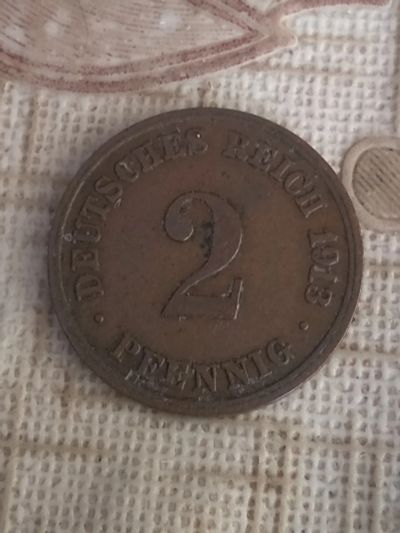 DEUTSCHES REICH 1913
2
PFENNIG